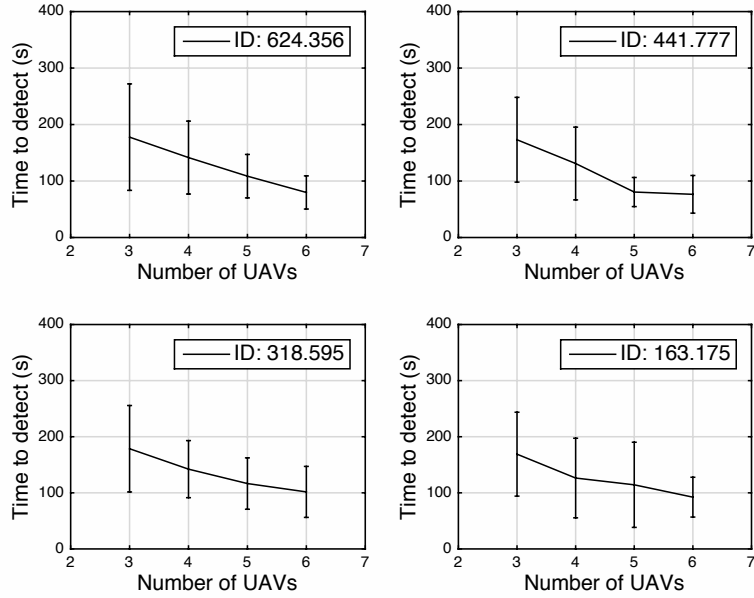 400
ID: 624.356
300
200
100
0
Time to detect (s)
2 3 4 5 6 7
Number of UAVs
400
ID: 441.777
300
200
100
0
Time to detect (s)
2 3 4 5 6 7
Number of UAVs
400
ID: 318.595
300
200
100
0
Time to detect (s)
2 3 4 5 6 7
Number of UAVs
400
ID: 163.175
300
200
100
0
Time to detect (s)
2 3 4 5 6 7
Number of UAVs